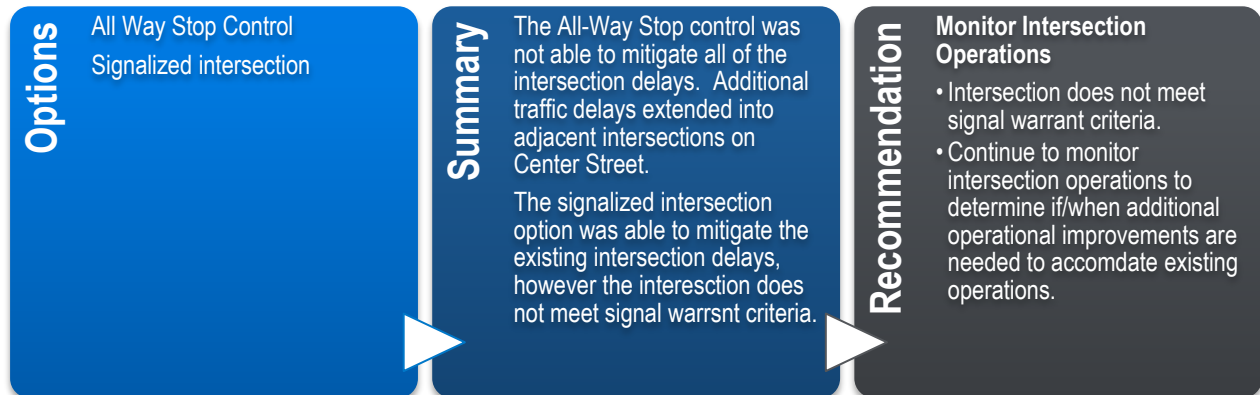 Options
All Way Stop Control
Signalized intersection
Summary
The All-Way Stop control was
not able to mitigate all of the
intersection delays.  Additional
traffic delays extended into
adjacent intersections on
Center Street.
The signalized intersection
option was able to mitigate the
existing intersection delays,
however the interesction does
not meet signal warrsnt criteria.
Recommendation
Monitor Intersection
Operations
• Intersection does not meet
signal warrant criteria.
• Continue to monitor
intersection operations to
determine if/when additional
operational improvements are
needed to accomdate existing
operations.